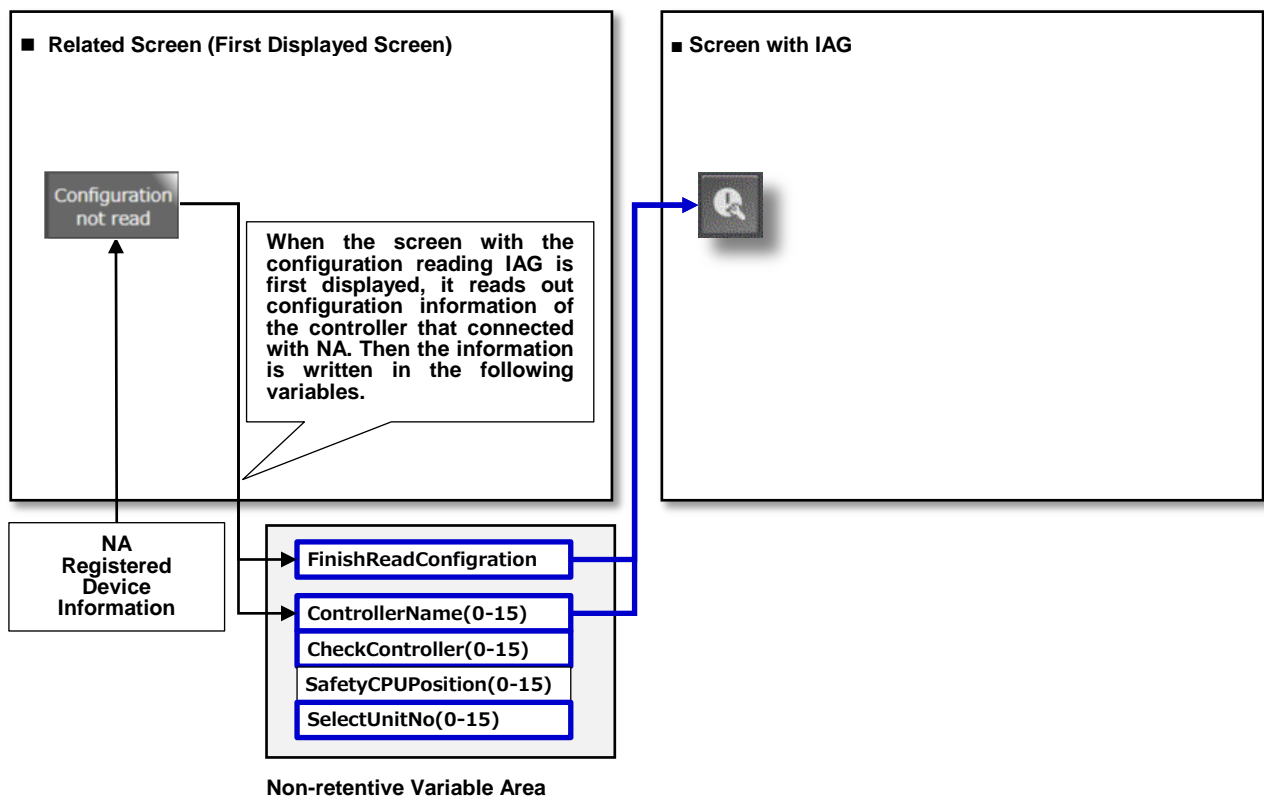 ■ Related Screen (First Displayed Screen)
■ Screen with IAG
Configuration
not read
When the screen with the
configuration reading IAG is
first displayed, it reads out
configuration information of
the controller that connected
with NA. Then the information
is written in the following
variables.
NA
Registered
Device
Information
FinishReadConfigration
ControllerName(0-15)
CheckController(0-15)
SafetyCPUPosition(0-15)
SelectUnitNo(0-15)
Non-retentive Variable Area